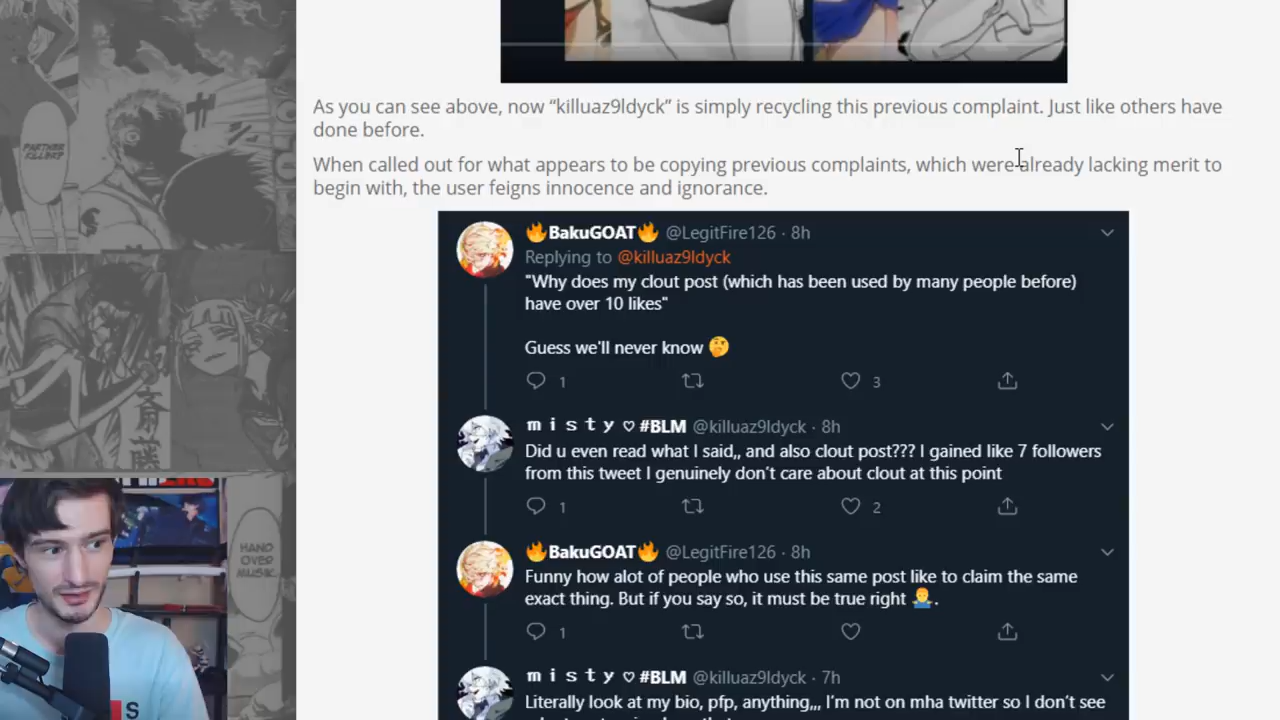 As you can see above, now “killuaz9ldyck” is simply recycling this previous complaint. Just like others have
done before.
When called out for what appears to be copying previous complaints, which were already lacking merit to
begin with, the user feigns innocence and ignorance.
PARTNER
KILLER?
🔥BakuGOAT🔥 @LegitFire126 · 8h
Replying to @killuaz9ldyck
"Why does my clout post (which has been used by many people before)
have over 10 likes"
Guess we'll never know 🤔
1 3
m i s t y ♡ #BLM @killuaz9ldyck · 8h
Did u even read what I said,, and also clout post??? I gained like 7 followers
from this tweet I genuinely don’t care about clout at this point
1 2
🔥BakuGOAT🔥 @LegitFire126 · 8h
Funny how alot of people who use this same post like to claim the same
exact thing. But if you say so, it must be true right 🤷‍♂️.
1
m i s t y ♡ #BLM @killuaz9ldyck · 7h
Literally look at my bio, pfp, anything,,, I’m not on mha twitter so I don’t see
斎藤
HAND
OVER
MUSIK.
S